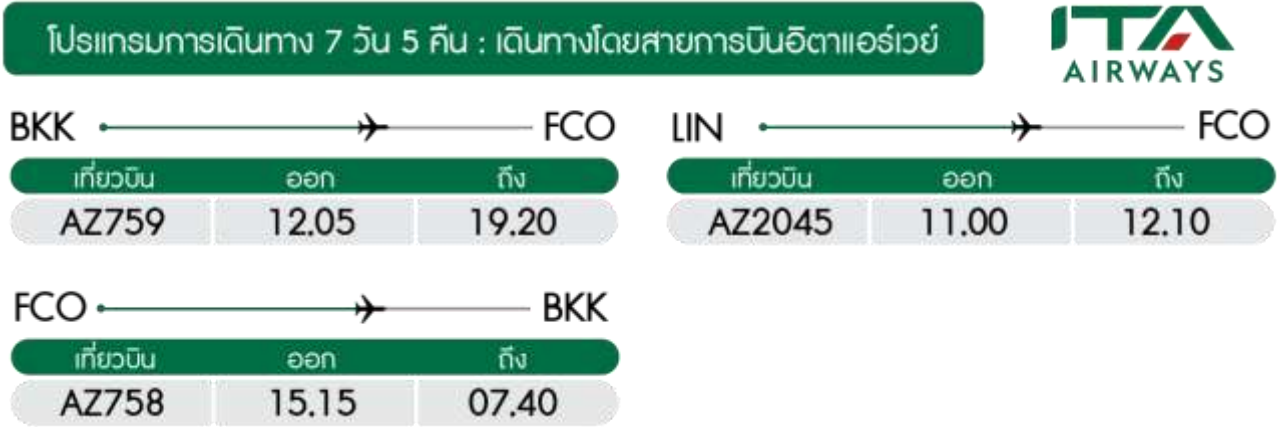 โปรแกรมการเดินทาง 7 วัน 5 คืน : เดินทางโดยสายการบินอิตาแอร์เวย์
ITA
AIRWAYS
BKK FCO
เที่ยวบิน ออก ถึง
AZ759 12.05 19.20
LIN FCO
เที่ยวบิน ออก ถึง
AZ2045 11.00 12.10
FCO BKK
เที่ยวบิน ออก ถึง
AZ758 15.15 07.40